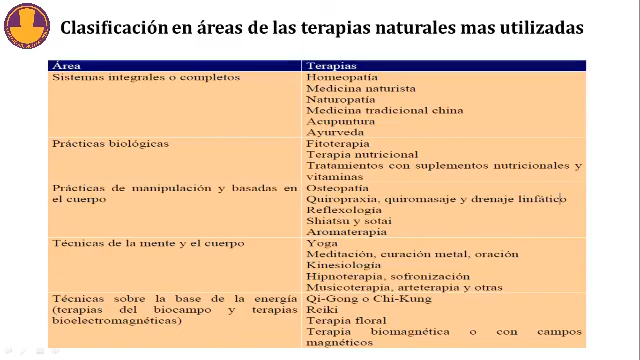 Clasificación en áreas de las terapias naturales mas utilizadas
Área
Terapias
Sistemas integrales o completos
Homeopatía
Medicina naturista
Naturopatía
Medicina tradicional china
Acupuntura
Ayurveda
Prácticas biológicas
Fitoterapia
Terapia nutricional
Tratamientos con suplementos nutricionales y
vitaminas
Prácticas de manipulación y basadas en
el cuerpo
Osteopatía
Quiropraxia, quiromasaje y drenaje linfático
Reflexología
Shiatsu y sotai
Aromaterapia
Técnicas de la mente y el cuerpo
Yoga
Meditación, curación metal, oración
Kinesiología
Hipnoterapia, sofronización
Musicoterapia, arteterapia y otras
Técnicas sobre la base de la energía
(terapias del biocampo y terapias
bioelectromagnéticas)
Qi-Gong o Chi-Kung
Reiki
Terapia floral
Terapia biomagnética o con campos
magnéticos